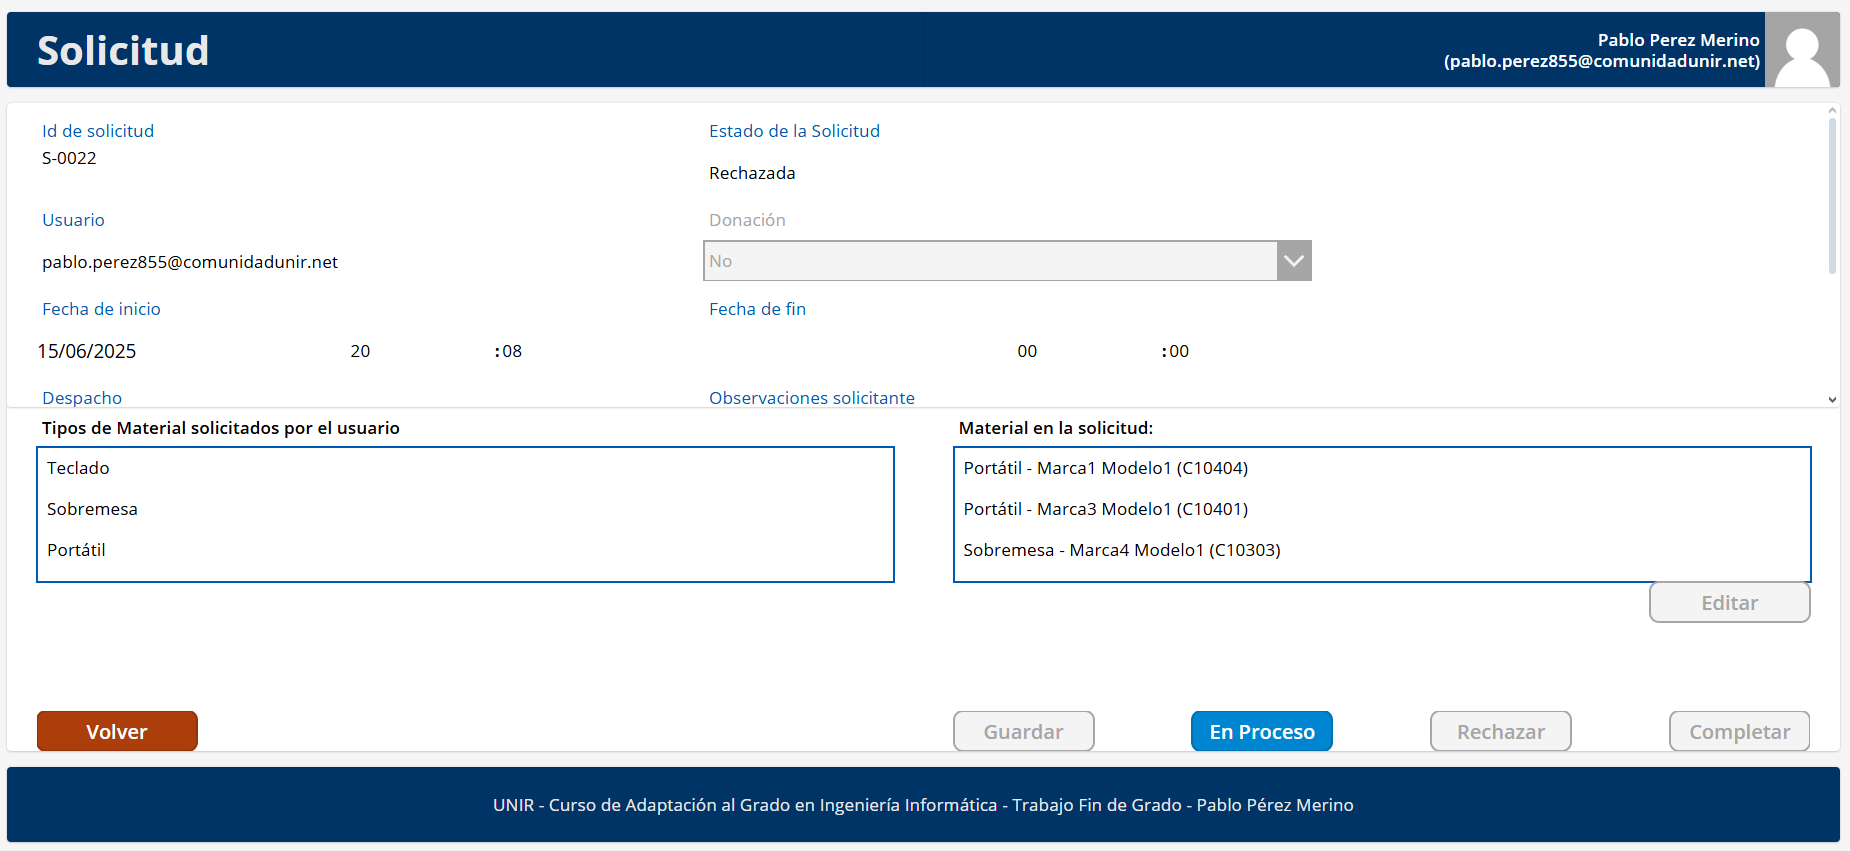 Solicitud
Pablo Perez Merino
(pablo.perez855@comunidadunir.net)
Id de solicitud
S-0022
Estado de la Solicitud
Rechazada
Usuario
pablo.perez855@comunidadunir.net
Donación
No
Fecha de inicio
15/06/2025 20 :08
Fecha de fin
00 :00
Despacho
Observaciones solicitante
Tipos de Material solicitados por el usuario
Teclado
Sobremesa
Portátil
Material en la solicitud:
Portátil - Marca1 Modelo1 (C10404)
Portátil - Marca3 Modelo1 (C10401)
Sobremesa - Marca4 Modelo1 (C10303)
Editar
Volver
Guardar
En Proceso
Rechazar
Completar
UNIR - Curso de Adaptación al Grado en Ingeniería Informática - Trabajo Fin de Grado - Pablo Pérez Merino